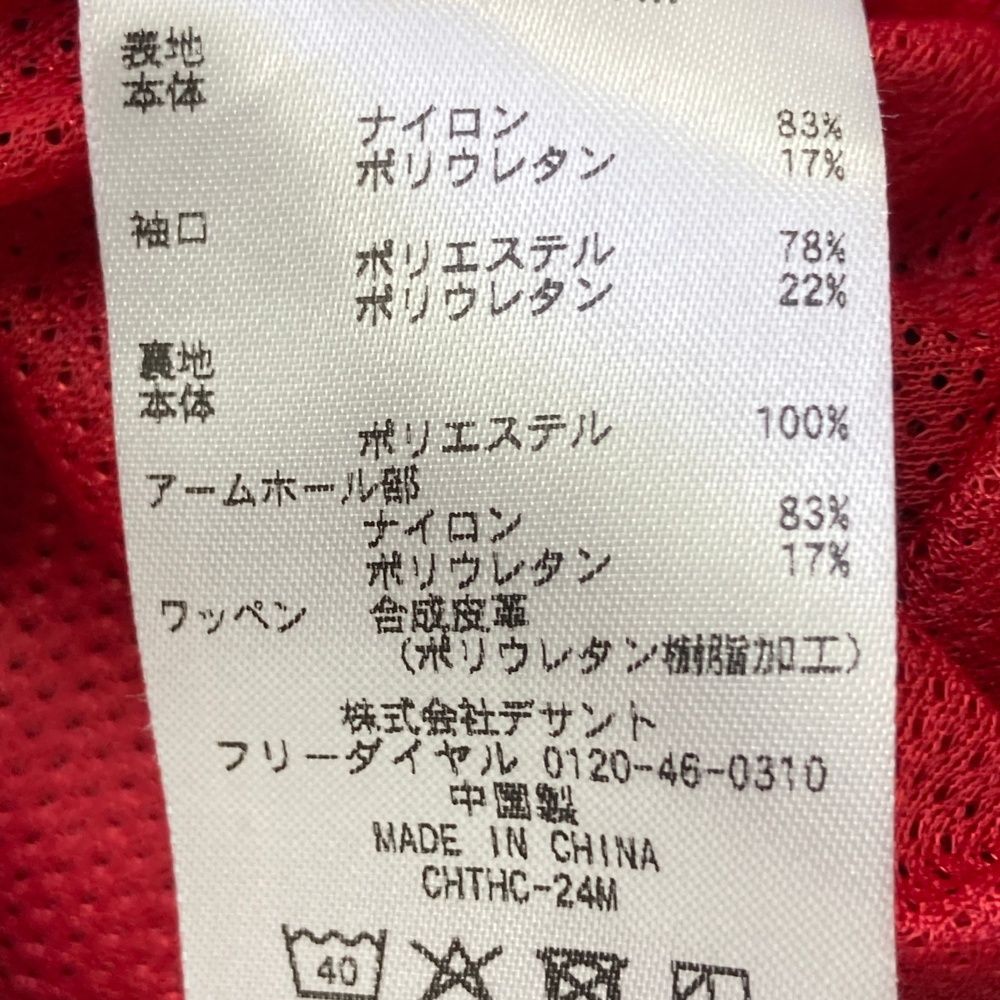 表地
本体
ナイロン 83%
ポリウレタン 17%
袖口
ポリエステル 78%
ポリウレタン 22%
裏地
本体
ポリエステル 100%
アームホール部
ナイロン 83%
ポリウレタン 17%
ワッペン 合成皮革
(ポリウレタン樹脂加工)
株式会社デサント
フリーダイヤル 0120-46-0310
中国製
MADE IN CHINA
CHTHC-24M
40